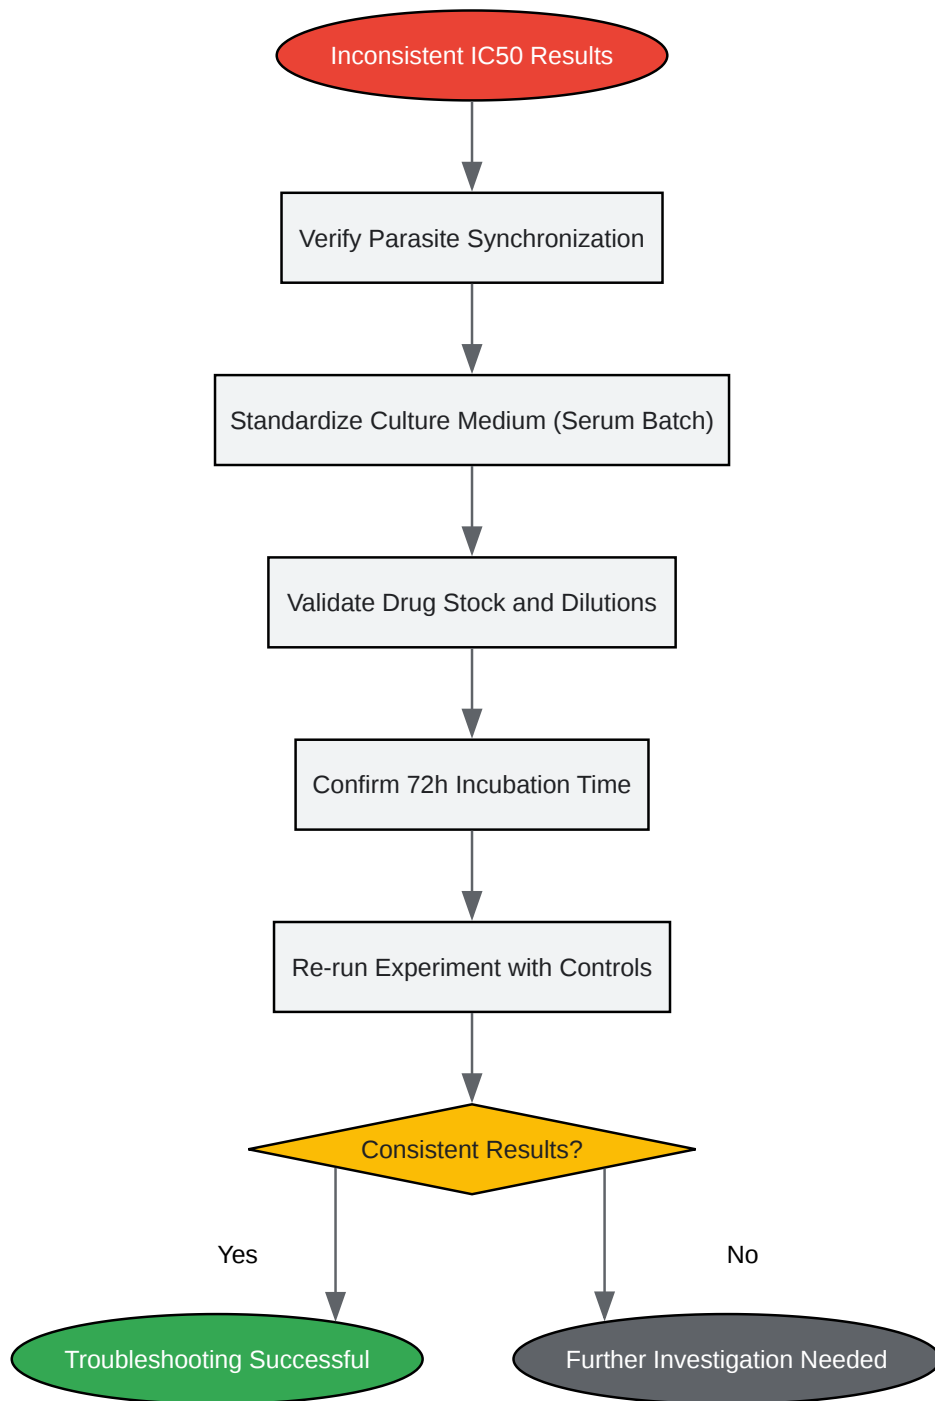 Inconsistent IC50 Results
Verify Parasite Synchronization
Standardize Culture Medium (Serum Batch)
Validate Drug Stock and Dilutions
Confirm 72h Incubation Time
Re-run Experiment with Controls
Consistent Results?
Yes
No
Troubleshooting Successful
Further Investigation Needed